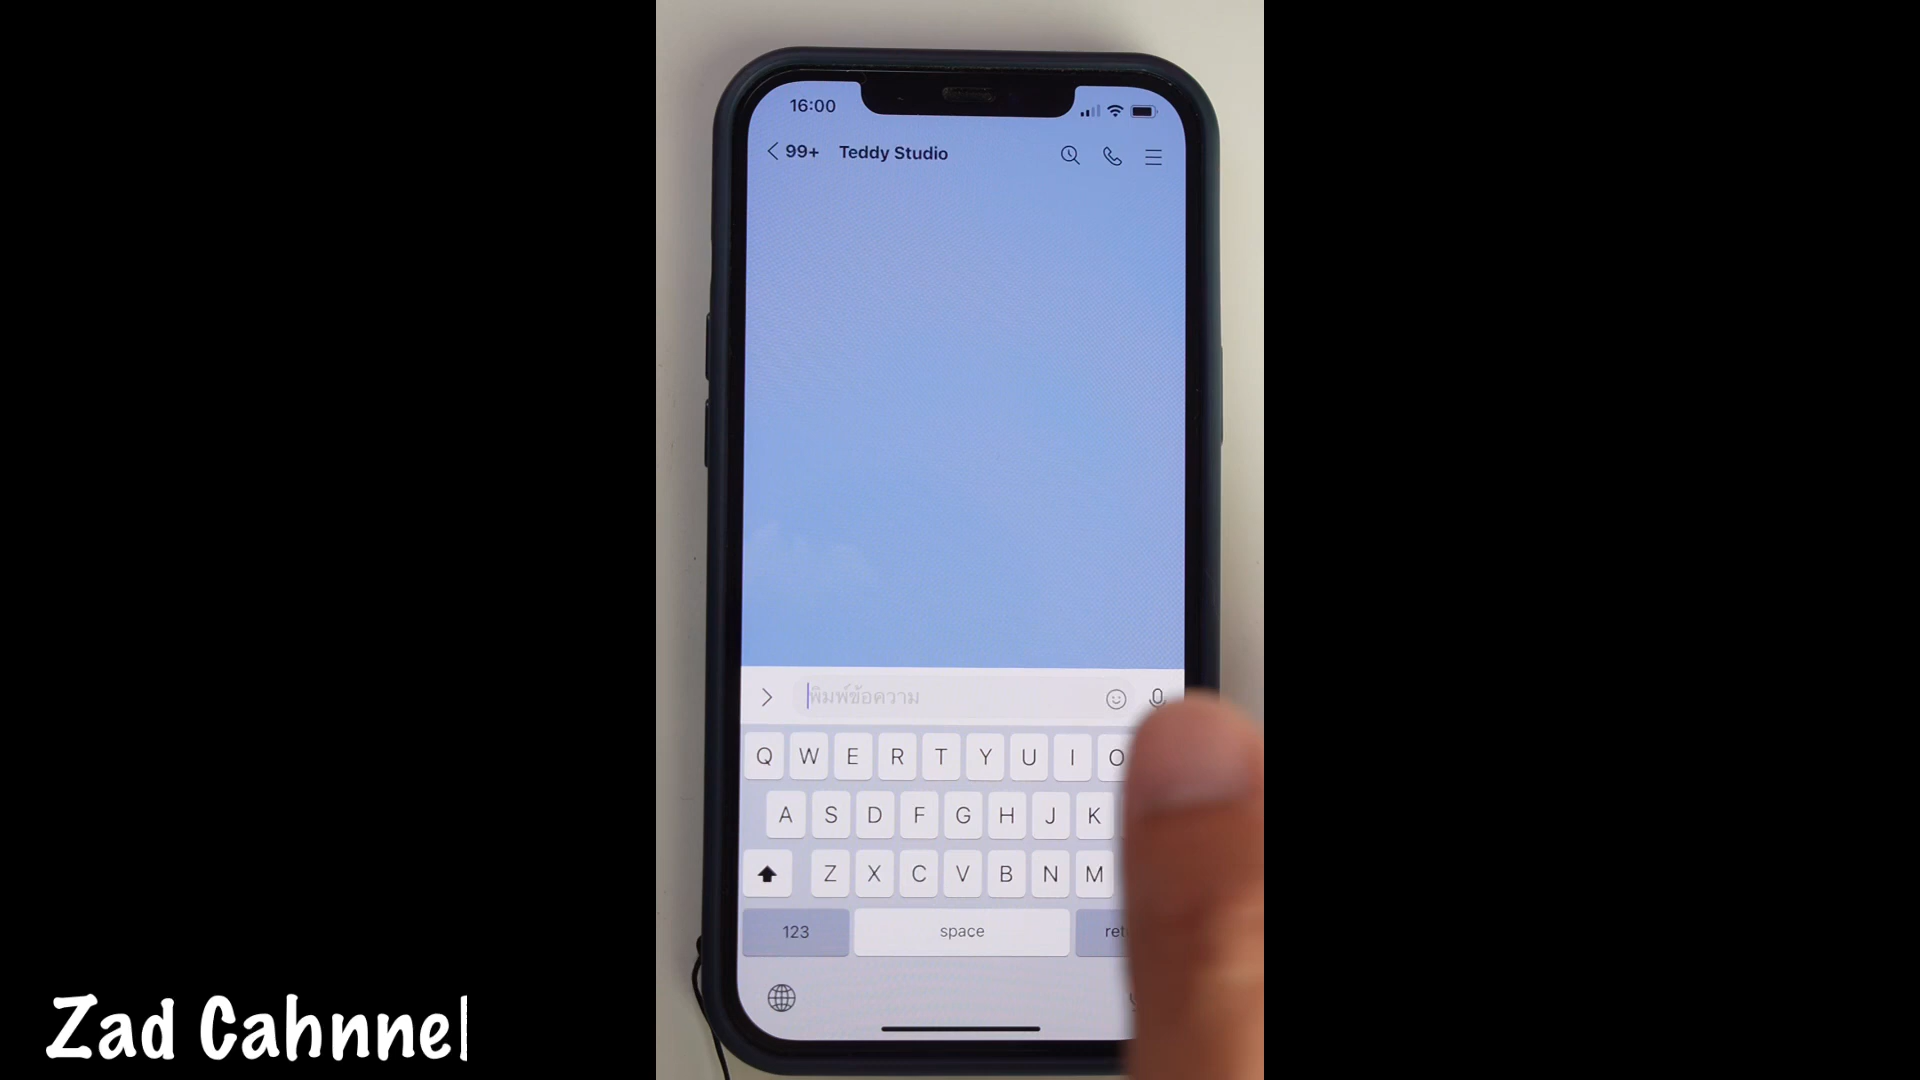 16:00
99+ Teddy Studio
พิมพ์ข้อความ
Q W E R T Y U I O
A S D F G H J K
Z X C V B N M
123 space
Zad Cahnnel